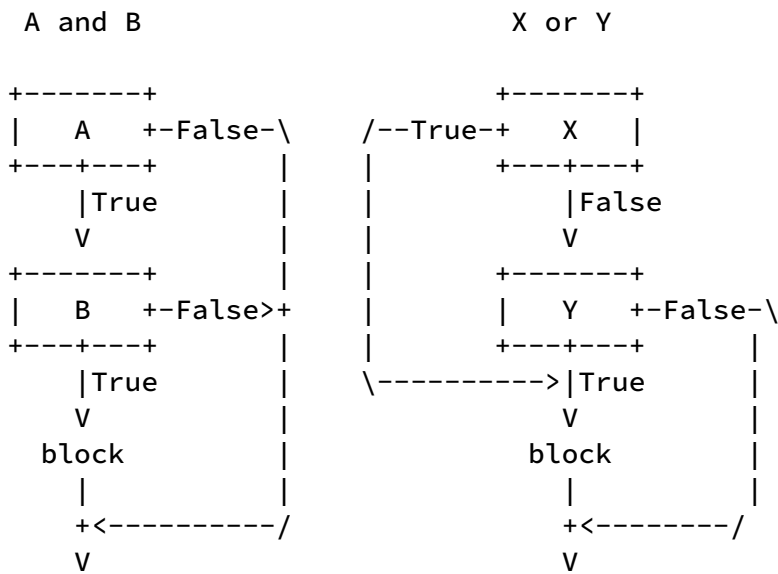 A and B X or Y
+-------+ +-------+
| A +-False-\ /--True-+ X |
+---+---+ | | +---+---+
|True | | |False
V | | V
+-------+ | | +-------+
| B +-False>+ | | Y +-False-\
+---+---+ | | +---+---+ |
|True | \---------->|True |
V | V |
block | block |
| | | |
+<----------/ +<--------/
V V